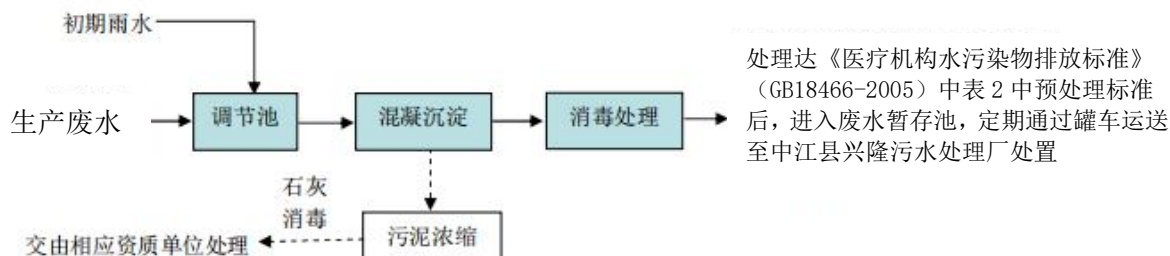 初期雨水
处理达《医疗机构水污染物排放标准》
（GB18466-2005）中表 2 中预处理标准
后，进入废水暂存池，定期通过罐车运送
至中江县兴隆污水处理厂处置
生产废水
调节池
混凝沉淀
消毒处理
石灰
消毒
污泥浓缩
交由相应资质单位处理